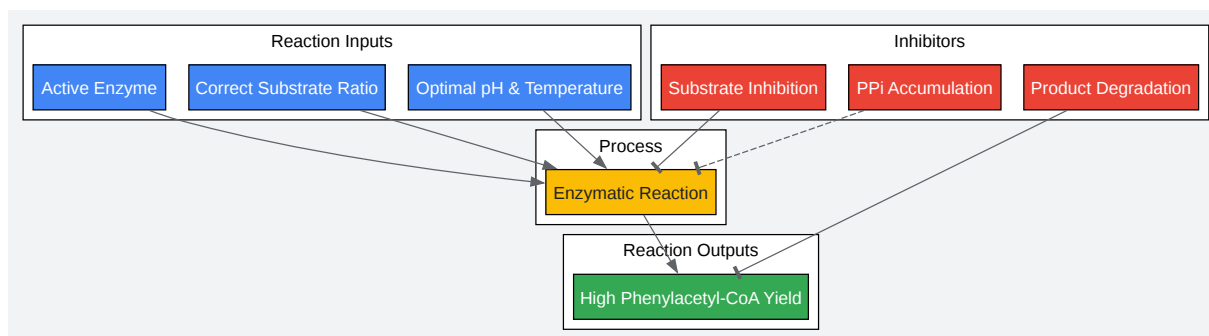 Reaction Inputs
Active Enzyme
Correct Substrate Ratio
Optimal pH & Temperature
Inhibitors
Substrate Inhibition
PPi Accumulation
Product Degradation
Process
Enzymatic Reaction
Reaction Outputs
High Phenylacetyl-CoA Yield